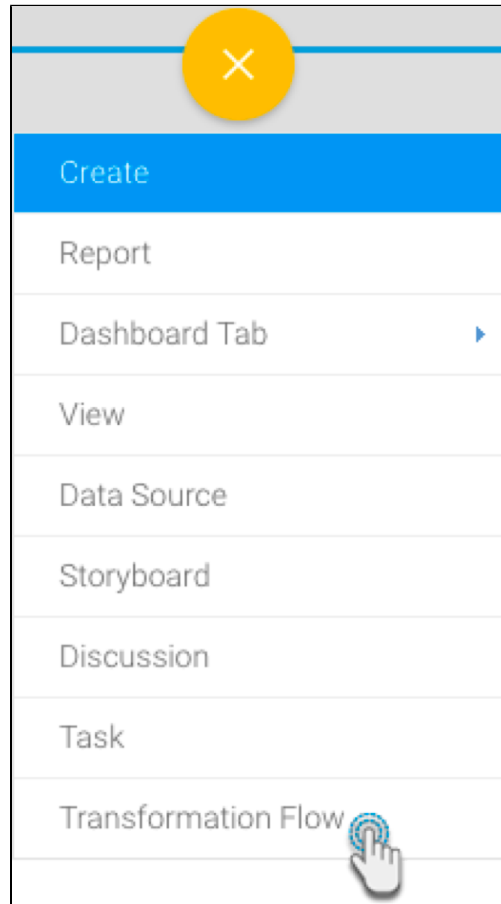 Create
Report
Dashboard Tab
View
Data Source
Storyboard
Discussion
Task
Transformation Flow